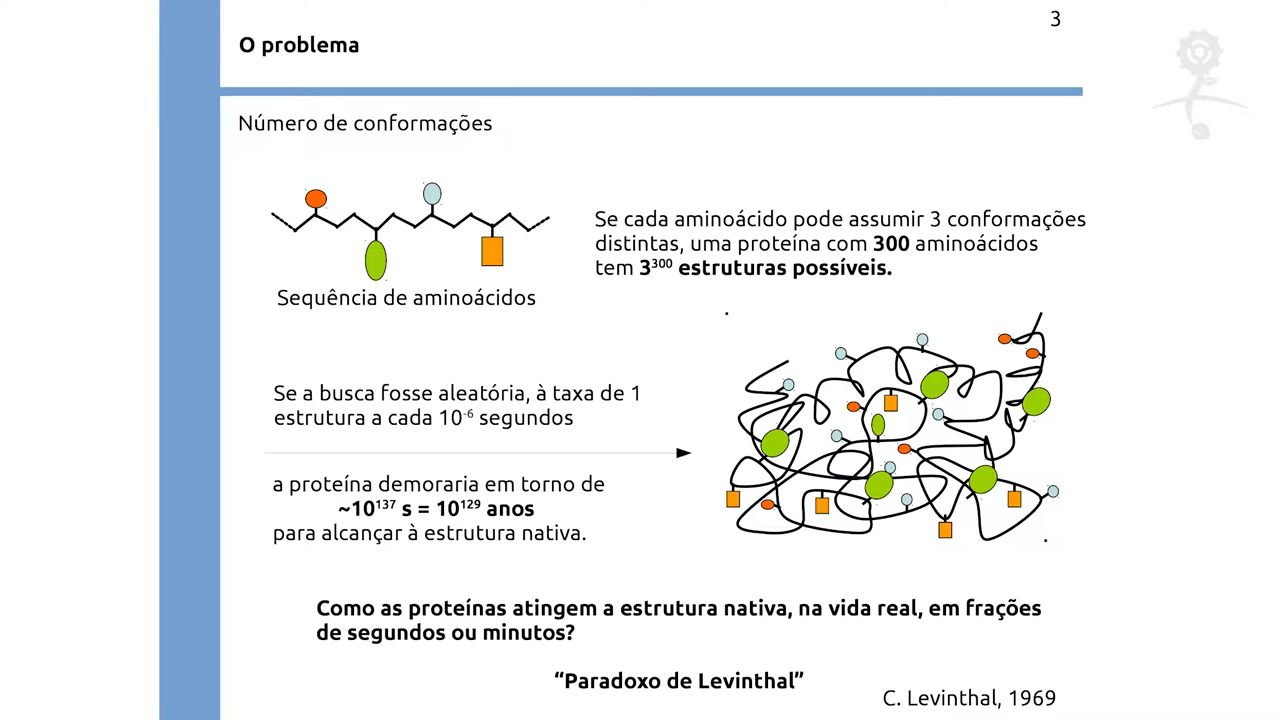 3
O problema
Número de conformações
Sequência de aminoácidos
Se cada aminoácido pode assumir 3 conformações
distintas, uma proteína com 300 aminoácidos
tem 3³⁰⁰ estruturas possíveis.
Se a busca fosse aleatória, à taxa de 1
estrutura a cada 10⁻⁶ segundos
a proteína demoraria em torno de
~10¹³⁷ s = 10¹²⁹ anos
para alcançar à estrutura nativa.
Como as proteínas atingem a estrutura nativa, na vida real, em frações
de segundos ou minutos?
“Paradoxo de Levinthal”
C. Levinthal, 1969